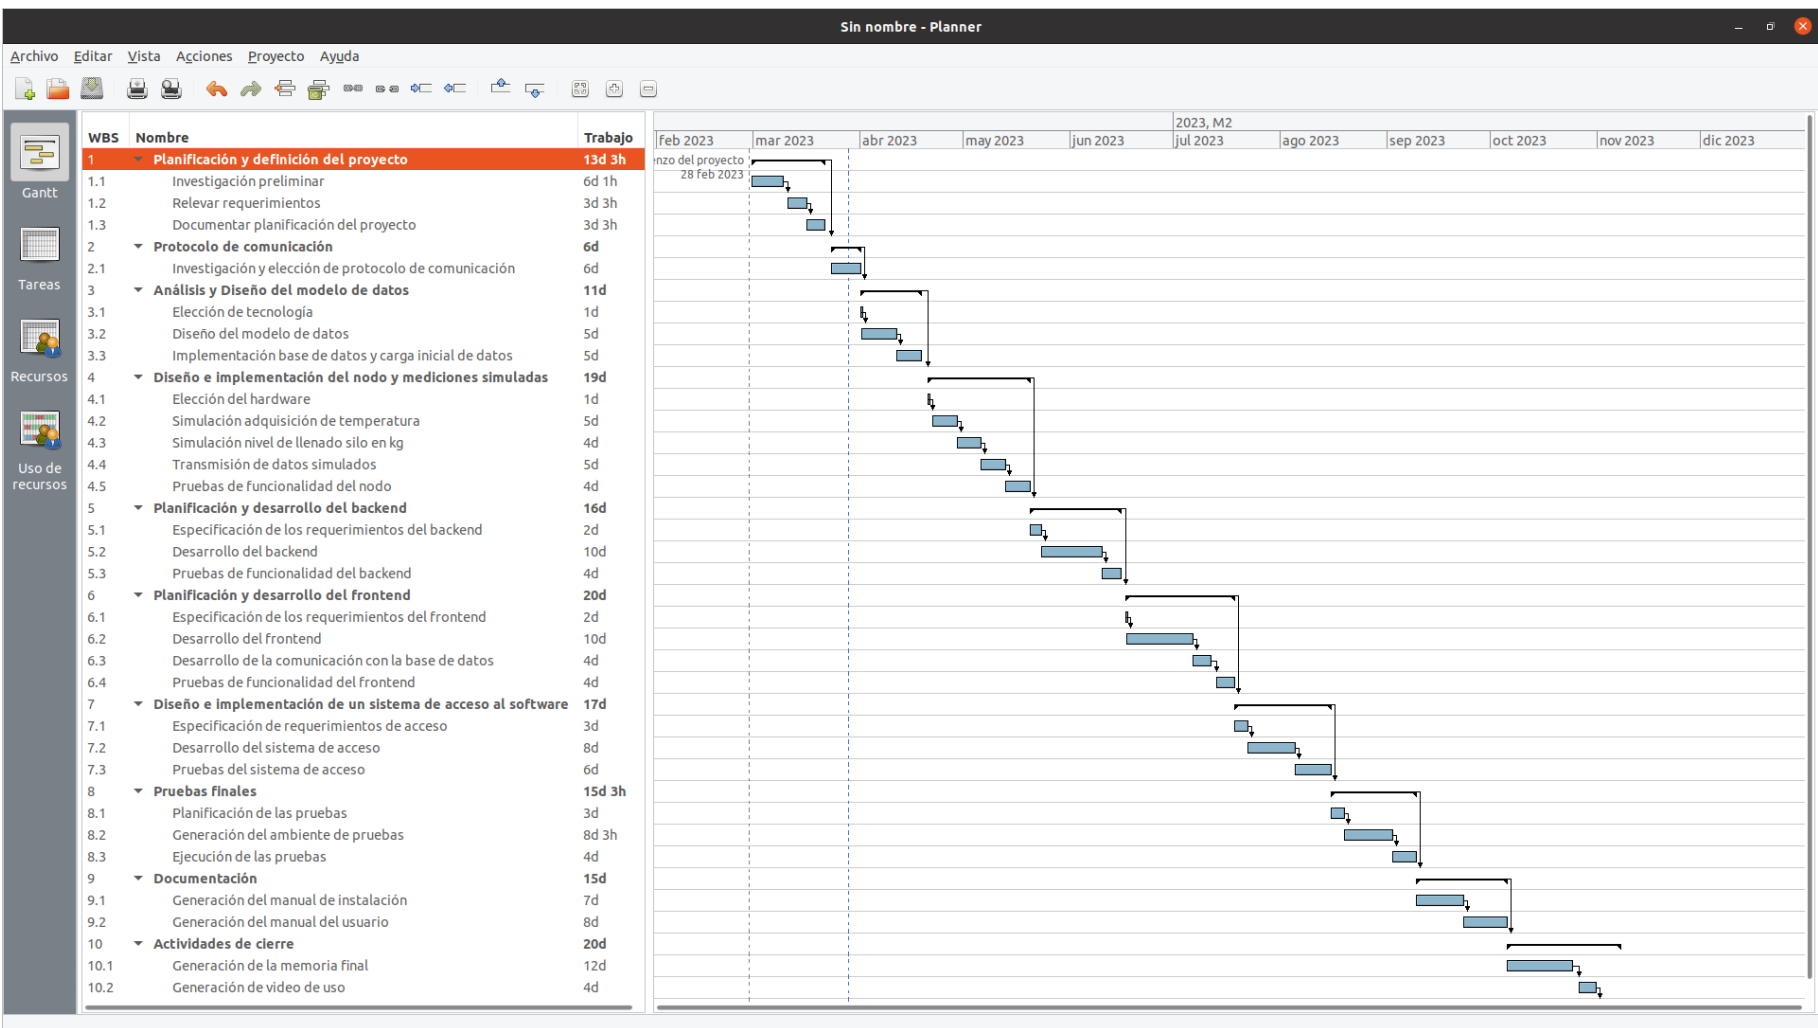 Sin nombre - Planner
Archivo Editar Vista Acciones Proyecto Ayuda
Gantt
Tareas
Recursos
Uso de
recursos
WBS Nombre Trabajo
1 Planificación y definición del proyecto 13d 3h
1.1 Investigación preliminar 6d 1h
1.2 Relevar requerimientos 3d 3h
1.3 Documentar planificación del proyecto 3d 3h
2 Protocolo de comunicación 6d
2.1 Investigación y elección de protocolo de comunicación 6d
3 Análisis y Diseño del modelo de datos 11d
3.1 Elección de tecnología 1d
3.2 Diseño del modelo de datos 5d
3.3 Implementación base de datos y carga inicial de datos 5d
4 Diseño e implementación del nodo y mediciones simuladas 19d
4.1 Elección del hardware 1d
4.2 Simulación adquisición de temperatura 5d
4.3 Simulación nivel de llenado silo en kg 4d
4.4 Transmisión de datos simulados 5d
4.5 Pruebas de funcionalidad del nodo 4d
5 Planificación y desarrollo del backend 16d
5.1 Especificación de los requerimientos del backend 2d
5.2 Desarrollo del backend 10d
5.3 Pruebas de funcionalidad del backend 4d
6 Planificación y desarrollo del frontend 20d
6.1 Especificación de los requerimientos del frontend 2d
6.2 Desarrollo del frontend 10d
6.3 Desarrollo de la comunicación con la base de datos 4d
6.4 Pruebas de funcionalidad del frontend 4d
7 Diseño e implementación de un sistema de acceso al software 17d
7.1 Especificación de requerimientos de acceso 3d
7.2 Desarrollo del sistema de acceso 8d
7.3 Pruebas del sistema de acceso 6d
8 Pruebas finales 15d 3h
8.1 Planificación de las pruebas 3d
8.2 Generación del ambiente de pruebas 8d 3h
8.3 Ejecución de las pruebas 4d
9 Documentación 15d
9.1 Generación del manual de instalación 7d
9.2 Generación del manual del usuario 8d
10 Actividades de cierre 20d
10.1 Generación de la memoria final 12d
10.2 Generación de video de uso 4d
2023, M2
feb 2023 mar 2023 abr 2023 may 2023 jun 2023 jul 2023 ago 2023 sep 2023 oct 2023 nov 2023 dic 2023
nzo del proyecto
28 feb 2023